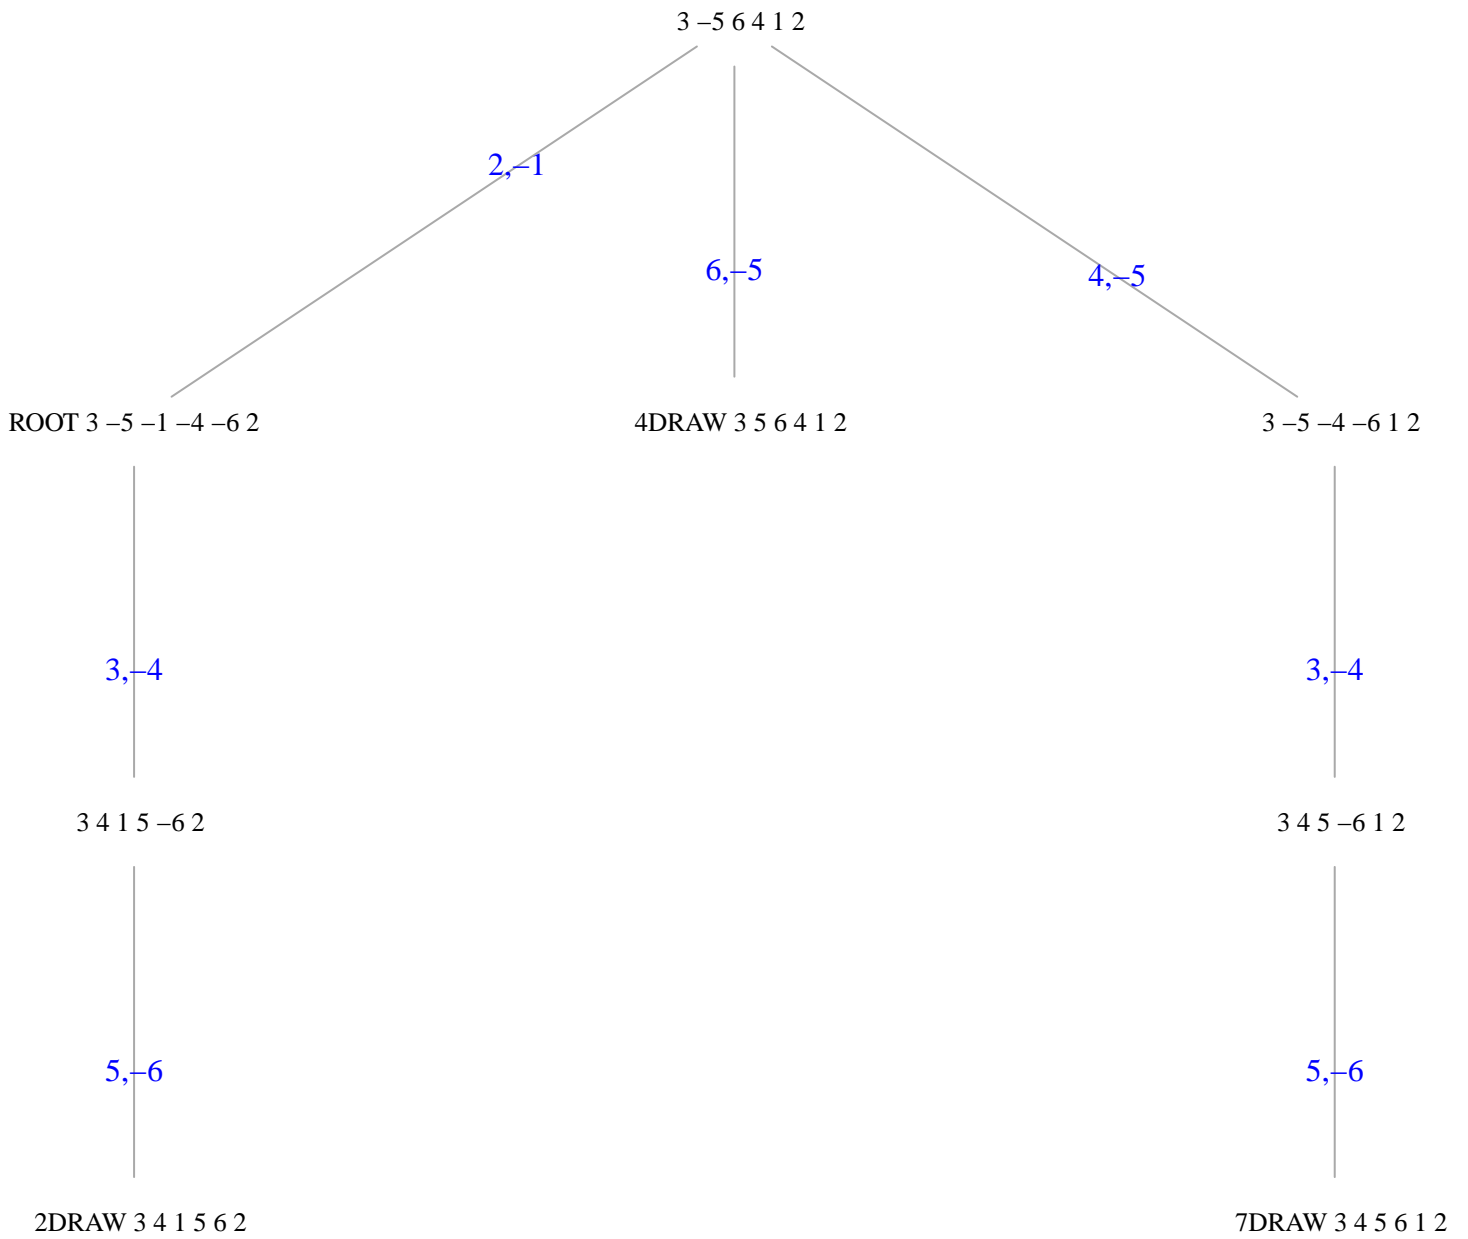 3 –5 6 4 1 2
2,–1
6,–5
4,–5
ROOT 3 –5 –1 –4 –6 2
4DRAW 3 5 6 4 1 2
3 –5 –4 –6 1 2
3,–4
3,–4
3 4 1 5 –6 2
3 4 5 –6 1 2
5,–6
5,–6
2DRAW 3 4 1 5 6 2
7DRAW 3 4 5 6 1 2